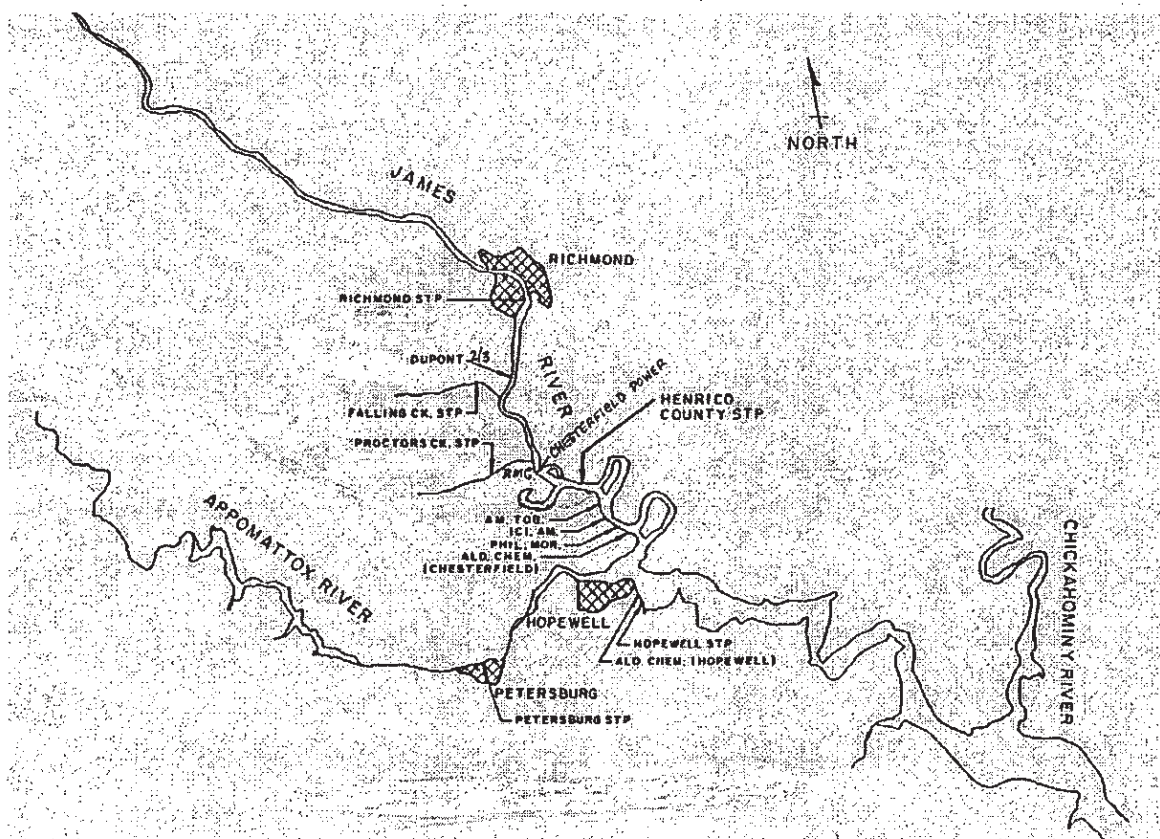 NORTH
JAMES
RICHMOND
RICHMOND STP
DUPONT 2/3
RIVER
CHESTERFIELD POWER
HENRICO
COUNTY STP
FALLING CK. STP
PROCTORS CK. STP
AM. TOB.
ICI, AM.
PHIL. MOR.
ALD. CHEM.
(CHESTERFIELD)
APPOMATTOX RIVER
CHICKAHOMINY RIVER
HOPEWELL
HOPEWELL STP
ALD. CHEM. (HOPEWELL)
PETERSBURG
PETERSBURG STP